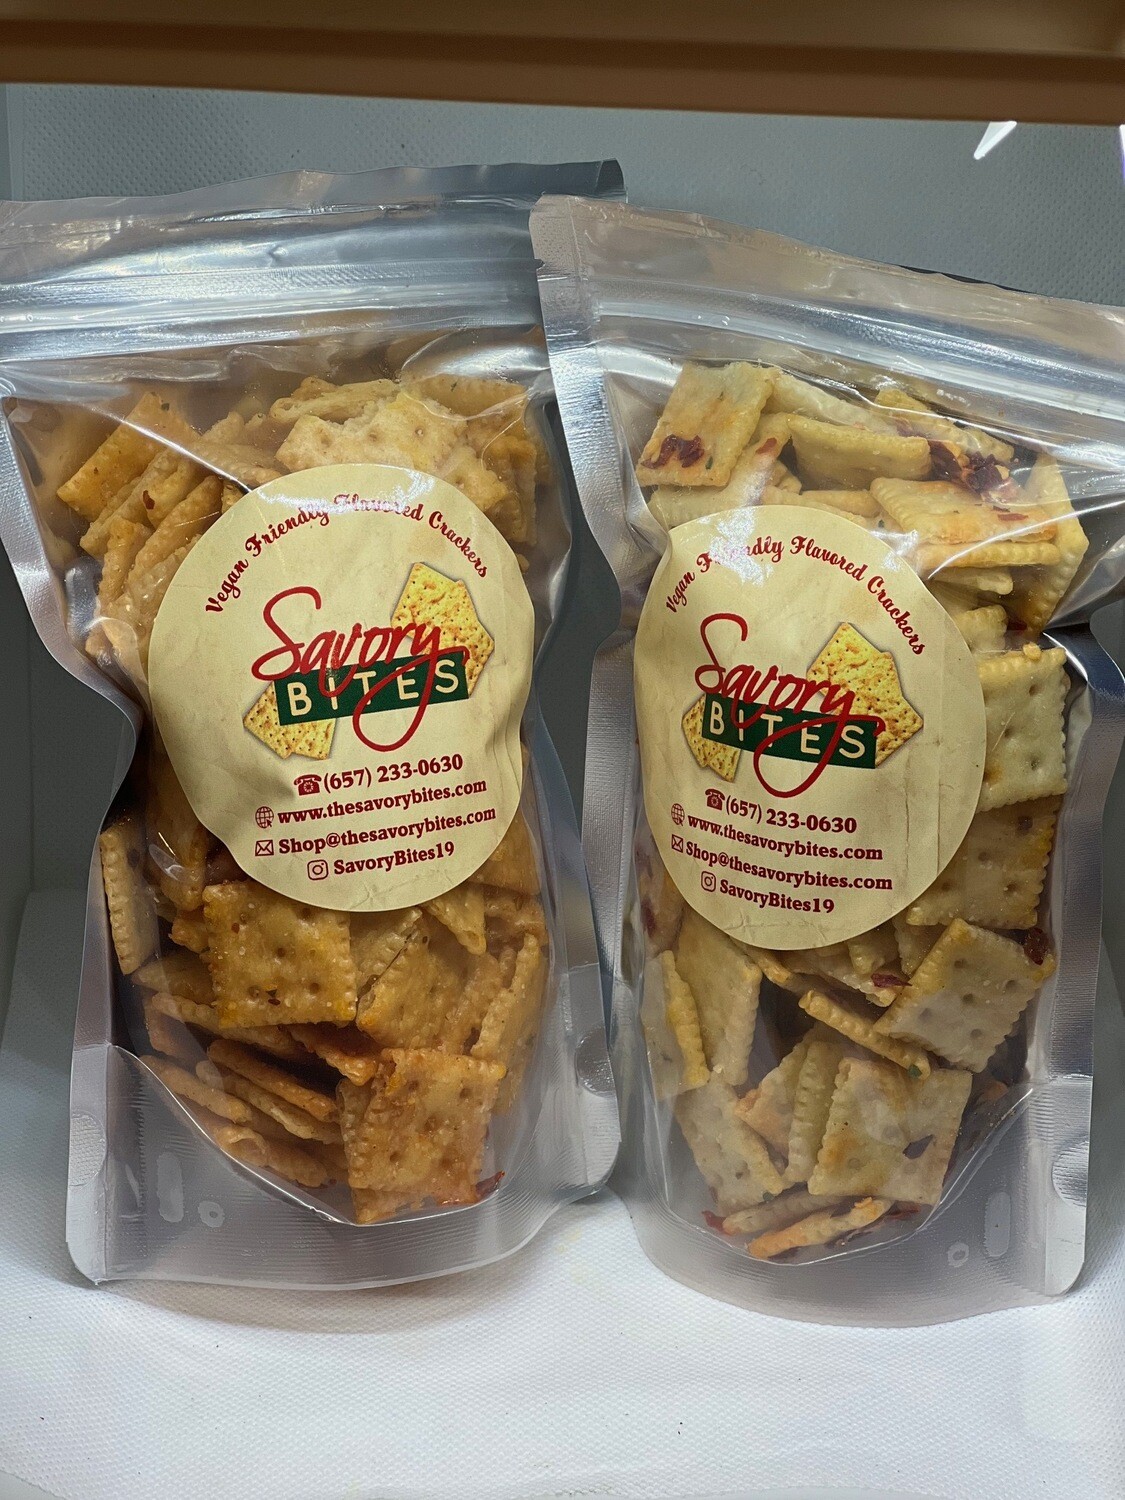 Vegan Friendly Flavored Crackers
Savory
BITES
(657) 233-0630
www.thesavorybites.com
Shop@thesavorybites.com
SavoryBites19
Vegan Friendly Flavored Crackers
Savory
BITES
(657) 233-0630
www.thesavorybites.com
Shop@thesavorybites.com
SavoryBites19